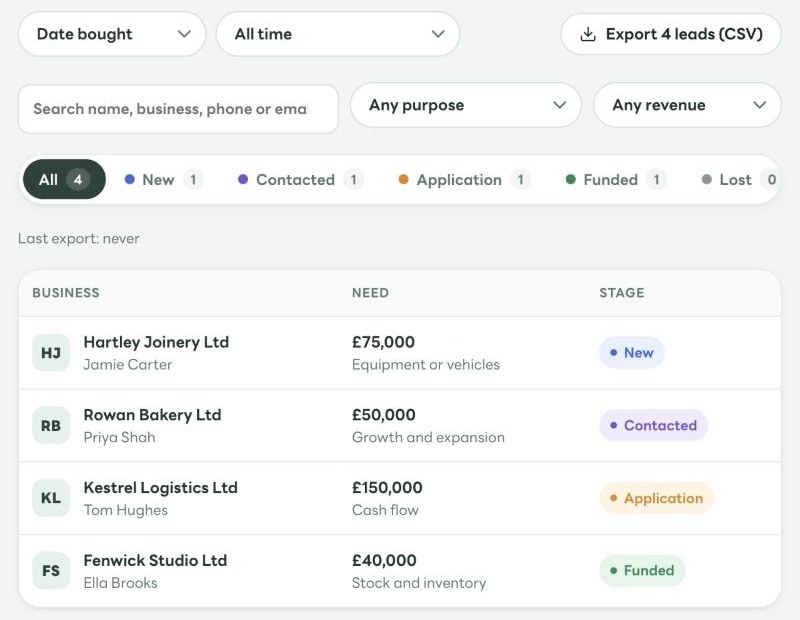 Date bought
All time
Export 4 leads (CSV)
Search name, business, phone or emai
Any purpose
Any revenue
All 4
New 1
Contacted 1
Application 1
Funded 1
Lost 0
Last export: never
BUSINESS NEED STAGE
HJ
Hartley Joinery Ltd
Jamie Carter
£75,000
Equipment or vehicles
New
RB
Rowan Bakery Ltd
Priya Shah
£50,000
Growth and expansion
Contacted
KL
Kestrel Logistics Ltd
Tom Hughes
£150,000
Cash flow
Application
FS
Fenwick Studio Ltd
Ella Brooks
£40,000
Stock and inventory
Funded